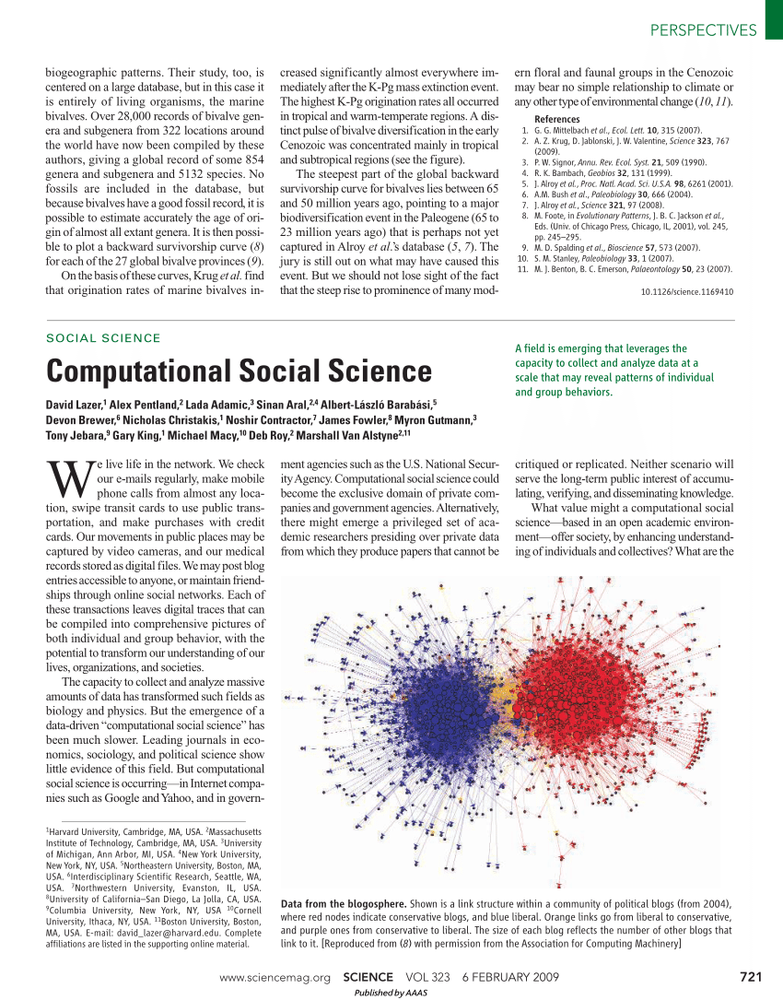 PERSPECTIVES
biogeographic patterns. Their study, too, is
centered on a large database, but in this case it
is entirely of living organisms, the marine
bivalves. Over 28,000 records of bivalve gen-
era and subgenera from 322 locations around
the world have now been compiled by these
authors, giving a global record of some 854
genera and subgenera and 5132 species. No
fossils are included in the database, but
because bivalves have a good fossil record, it is
possible to estimate accurately the age of ori-
gin of almost all extant genera. It is then possi-
ble to plot a backward survivorship curve (8)
for each of the 27 global bivalve provinces (9).
On the basis of these curves, Krug et al. find
that origination rates of marine bivalves in-
creased significantly almost everywhere im-
mediately after the K-Pg mass extinction event.
The highest K-Pg origination rates all occurred
in tropical and warm-temperate regions. A dis-
tinct pulse of bivalve diversification in the early
Cenozoic was concentrated mainly in tropical
and subtropical regions (see the figure).
The steepest part of the global backward
survivorship curve for bivalves lies between 65
and 50 million years ago, pointing to a major
biodiversification event in the Paleogene (65 to
23 million years ago) that is perhaps not yet
captured in Alroy et al.'s database (5, 7). The
jury is still out on what may have caused this
event. But we should not lose sight of the fact
that the steep rise to prominence of many mod-
ern floral and faunal groups in the Cenozoic
may bear no simple relationship to climate or
any other type of environmental change (10, 11).
References
1. G. G. Mittelbach et al., Ecol. Lett. 10, 315 (2007).
2. A. Z. Krug, D. Jablonski, J. W. Valentine, Science 323, 767
(2009).
3. P. W. Signor, Annu. Rev. Ecol. Syst. 21, 509 (1990).
4. R. K. Bambach, Geobios 32, 131 (1999).
5. J. Alroy et al., Proc. Natl. Acad. Sci. U.S.A. 98, 6261 (2001).
6. A.M. Bush et al., Paleobiology 30, 666 (2004).
7. J. Alroy et al., Science 321, 97 (2008).
8. M. Foote, in Evolutionary Patterns, J. B. C. Jackson et al.,
Eds. (Univ. of Chicago Press, Chicago, IL, 2001), vol. 245,
pp. 245–295.
9. M. D. Spalding et al., Bioscience 57, 573 (2007).
10. S. M. Stanley, Paleobiology 33, 1 (2007).
11. M. J. Benton, B. C. Emerson, Palaeontology 50, 23 (2007).
10.1126/science.1169410
SOCIAL SCIENCE
Computational Social Science
David Lazer,1 Alex Pentland,2 Lada Adamic,3 Sinan Aral,2,4 Albert-László Barabási,5
Devon Brewer,6 Nicholas Christakis,1 Noshir Contractor,7 James Fowler,8 Myron Gutmann,3
Tony Jebara,9 Gary King,1 Michael Macy,10 Deb Roy,2 Marshall Van Alstyne2,11
A field is emerging that leverages the
capacity to collect and analyze data at a
scale that may reveal patterns of individual
and group behaviors.
We live life in the network. We check
our e-mails regularly, make mobile
phone calls from almost any loca-
tion, swipe transit cards to use public trans-
portation, and make purchases with credit
cards. Our movements in public places may be
captured by video cameras, and our medical
records stored as digital files. We may post blog
entries accessible to anyone, or maintain friend-
ships through online social networks. Each of
these transactions leaves digital traces that can
be compiled into comprehensive pictures of
both individual and group behavior, with the
potential to transform our understanding of our
lives, organizations, and societies.
The capacity to collect and analyze massive
amounts of data has transformed such fields as
biology and physics. But the emergence of a
data-driven “computational social science” has
been much slower. Leading journals in eco-
nomics, sociology, and political science show
little evidence of this field. But computational
social science is occurring—in Internet compa-
nies such as Google and Yahoo, and in govern-
ment agencies such as the U.S. National Secur-
ity Agency. Computational social science could
become the exclusive domain of private com-
panies and government agencies. Alternatively,
there might emerge a privileged set of aca-
demic researchers presiding over private data
from which they produce papers that cannot be
critiqued or replicated. Neither scenario will
serve the long-term public interest of accumu-
lating, verifying, and disseminating knowledge.
What value might a computational social
science—based in an open academic environ-
ment—offer society, by enhancing understand-
ing of individuals and collectives? What are the
1Harvard University, Cambridge, MA, USA. 2Massachusetts
Institute of Technology, Cambridge, MA, USA. 3University
of Michigan, Ann Arbor, MI, USA. 4New York University,
New York, NY, USA. 5Northeastern University, Boston, MA,
USA. 6Interdisciplinary Scientific Research, Seattle, WA,
USA. 7Northwestern University, Evanston, IL, USA.
8University of California–San Diego, La Jolla, CA, USA.
9Columbia University, New York, NY, USA 10Cornell
University, Ithaca, NY, USA. 11Boston University, Boston,
MA, USA. E-mail: david_lazer@harvard.edu. Complete
affiliations are listed in the supporting online material.
Data from the blogosphere. Shown is a link structure within a community of political blogs (from 2004),
where red nodes indicate conservative blogs, and blue liberal. Orange links go from liberal to conservative,
and purple ones from conservative to liberal. The size of each blog reflects the number of other blogs that
link to it. [Reproduced from (8) with permission from the Association for Computing Machinery]
www.sciencemag.org SCIENCE VOL 323 6 FEBRUARY 2009 721
Published by AAAS